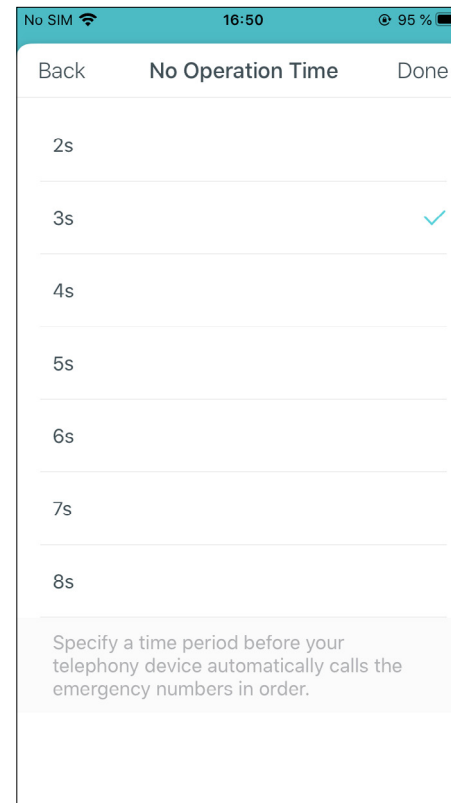 No SIM 16:50 95 %
Back No Operation Time Done
2s
3s
4s
5s
6s
7s
8s
Specify a time period before your
telephony device automatically calls the
emergency numbers in order.